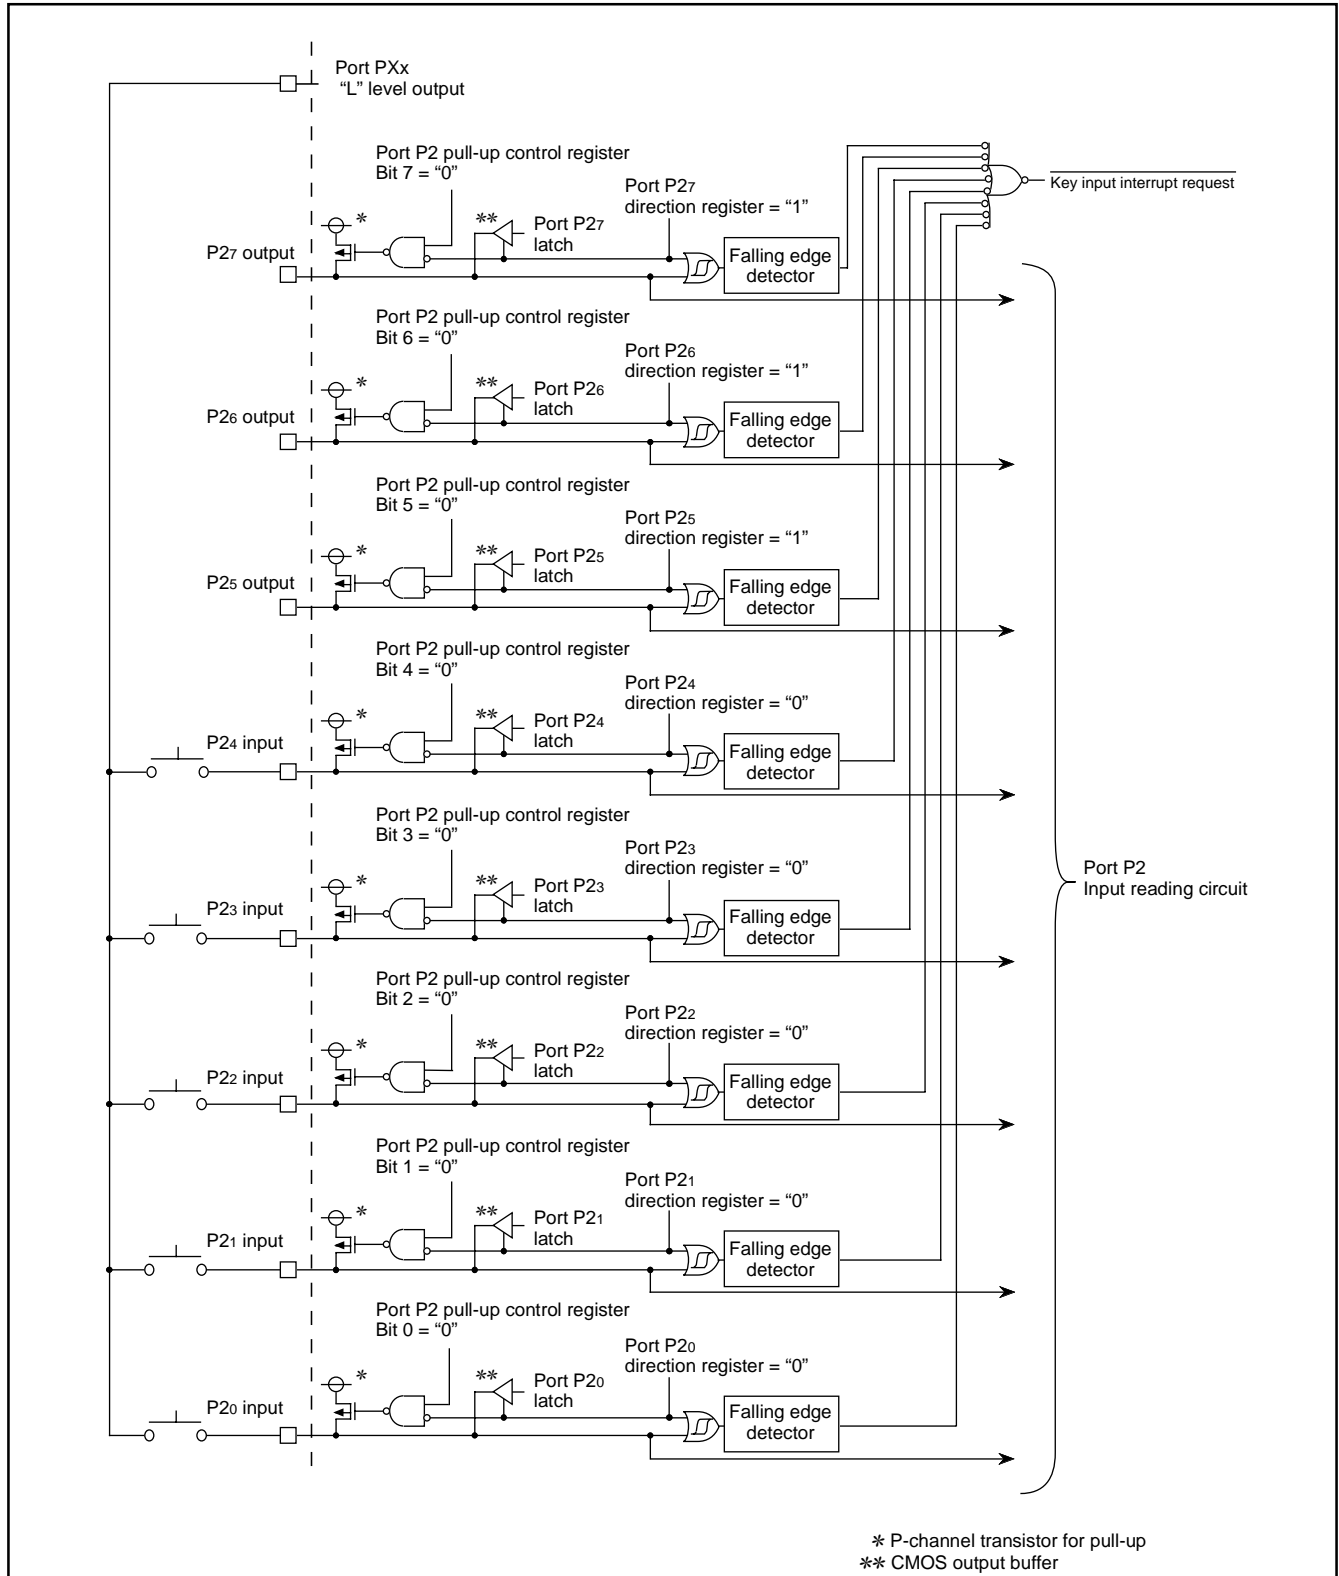 Port PXx
“L” level output
Port P2 pull-up control register
Bit 7 = “0”
Port P27
direction register = “1”
Key input interrupt request
*
**
Port P27
latch
P27 output
Falling edge
detector
Port P2 pull-up control register
Bit 6 = “0”
Port P26
direction register = “1”
*
**
Port P26
latch
P26 output
Falling edge
detector
Port P2 pull-up control register
Bit 5 = “0”
Port P25
direction register = “1”
*
**
Port P25
latch
P25 output
Falling edge
detector
Port P2 pull-up control register
Bit 4 = “0”
Port P24
direction register = “0”
*
**
Port P24
latch
P24 input
Falling edge
detector
Port P2 pull-up control register
Bit 3 = “0”
Port P23
direction register = “0”
*
**
Port P23
latch
P23 input
Falling edge
detector
Port P2
Input reading circuit
Port P2 pull-up control register
Bit 2 = “0”
Port P22
direction register = “0”
*
**
Port P22
latch
P22 input
Falling edge
detector
Port P2 pull-up control register
Bit 1 = “0”
Port P21
direction register = “0”
*
**
Port P21
latch
P21 input
Falling edge
detector
Port P2 pull-up control register
Bit 0 = “0”
Port P20
direction register = “0”
*
**
Port P20
latch
P20 input
Falling edge
detector
* P-channel transistor for pull-up
** CMOS output buffer